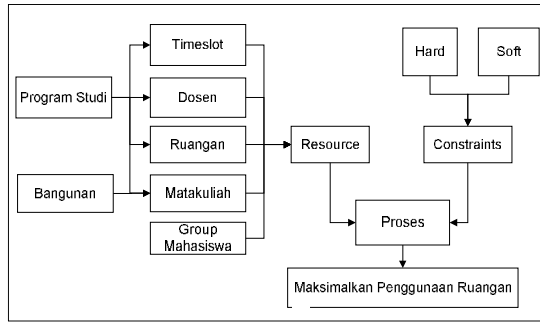 Timeslot
Hard
Soft
Program Studi
Dosen
Ruangan
Resource
Constraints
Bangunan
Matakuliah
Group
Mahasiswa
Proses
Maksimalkan Penggunaan Ruangan